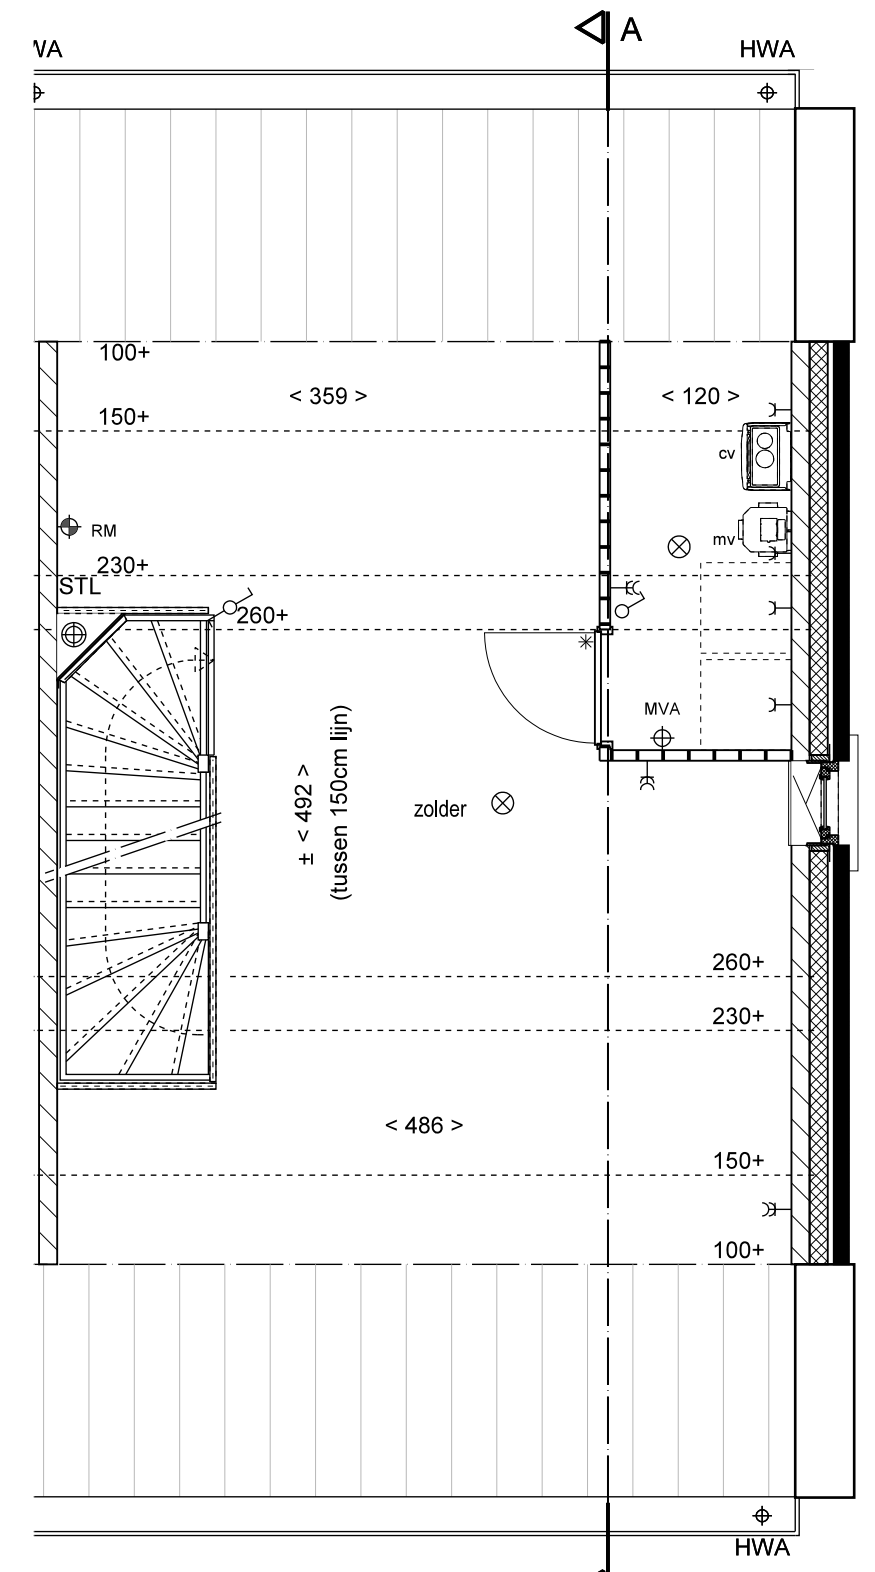 A
HWA
HWA
100+
< 359 >
< 120 >
150+
cv
RM
mv
230+
STL
260+
MVA
± < 492 >
(tussen 150cm lijn)
zolder
260+
230+
< 486 >
150+
100+
HWA